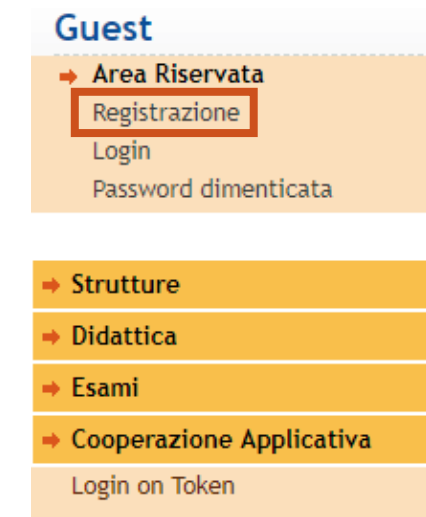 Guest
Area Riservata
Registrazione
Login
Password dimenticata
Strutture
Didattica
Esami
Cooperazione Applicativa
Login on Token